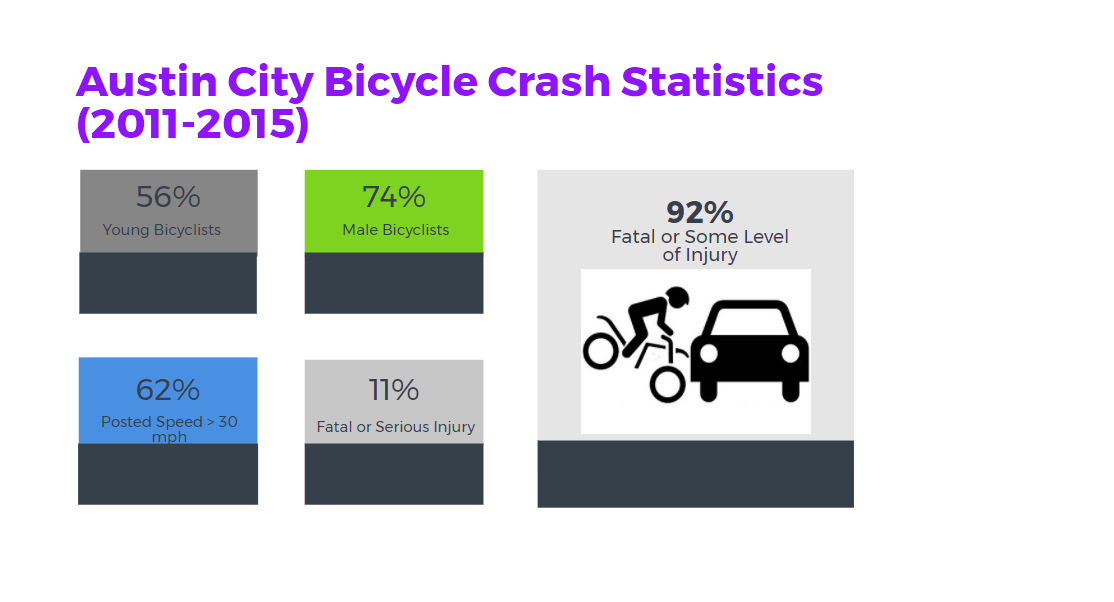 Austin City Bicycle Crash Statistics
(2011-2015)
56%
Young Bicyclists
74%
Male Bicyclists
92%
Fatal or Some Level
of Injury
62%
Posted Speed > 30
mph
11%
Fatal or Serious Injury